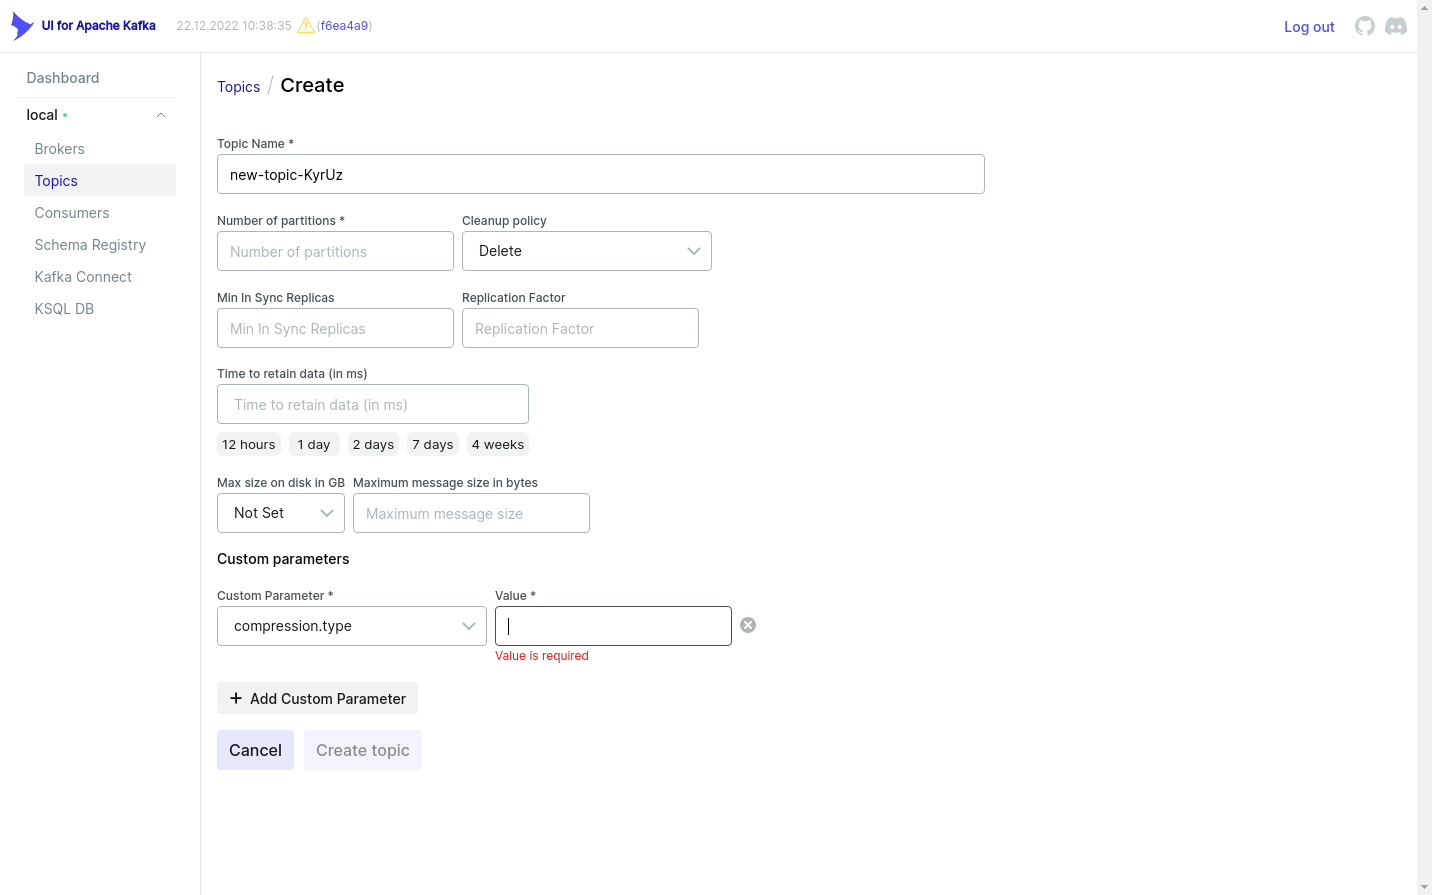 UI for Apache Kafka 22.12.2022 10:38:35 (f6ea4a9) Log out
Dashboard
local
Brokers
Topics
Consumers
Schema Registry
Kafka Connect
KSQL DB
Topics / Create
Topic Name *
new-topic-KyrUz
Number of partitions * Cleanup policy
Number of partitions Delete
Min In Sync Replicas Replication Factor
Min In Sync Replicas Replication Factor
Time to retain data (in ms)
Time to retain data (in ms)
12 hours 1 day 2 days 7 days 4 weeks
Max size on disk in GB Maximum message size in bytes
Not Set Maximum message size
Custom parameters
Custom Parameter * Value *
compression.type
Value is required
Add Custom Parameter
Cancel Create topic